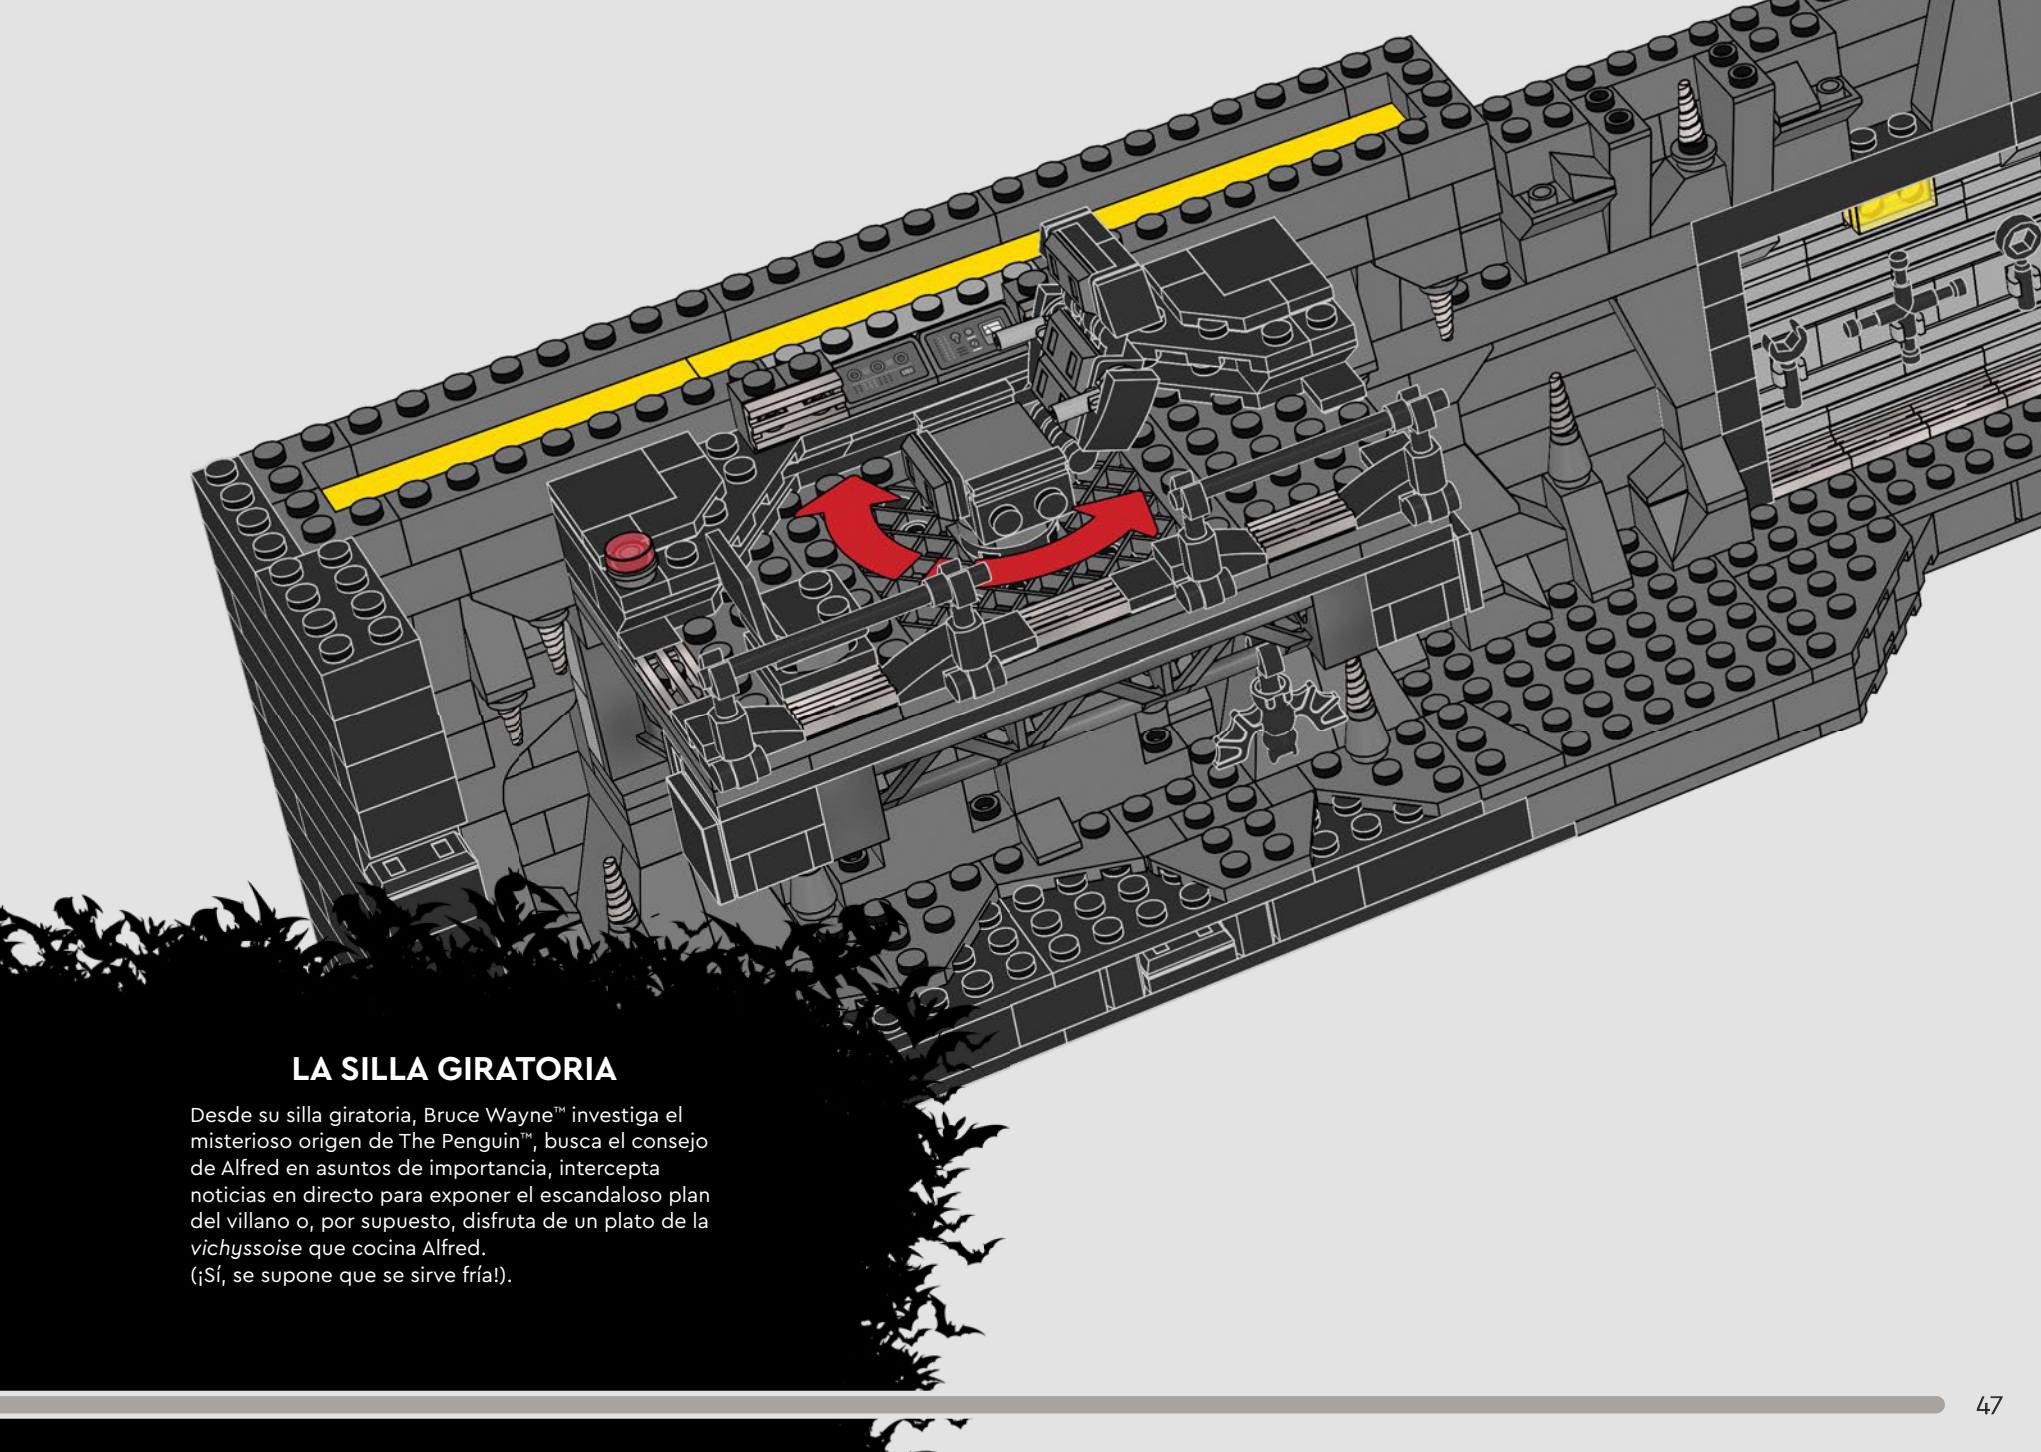 LA SILLA GIRATORIA
Desde su silla giratoria, Bruce Wayne™ investiga el
misterioso origen de The Penguin™, busca el consejo
de Alfred en asuntos de importancia, intercepta
noticias en directo para exponer el escandaloso plan
del villano o, por supuesto, disfruta de un plato de la
vichyssoise que cocina Alfred.
(¡Sí, se supone que se sirve fría!).
47